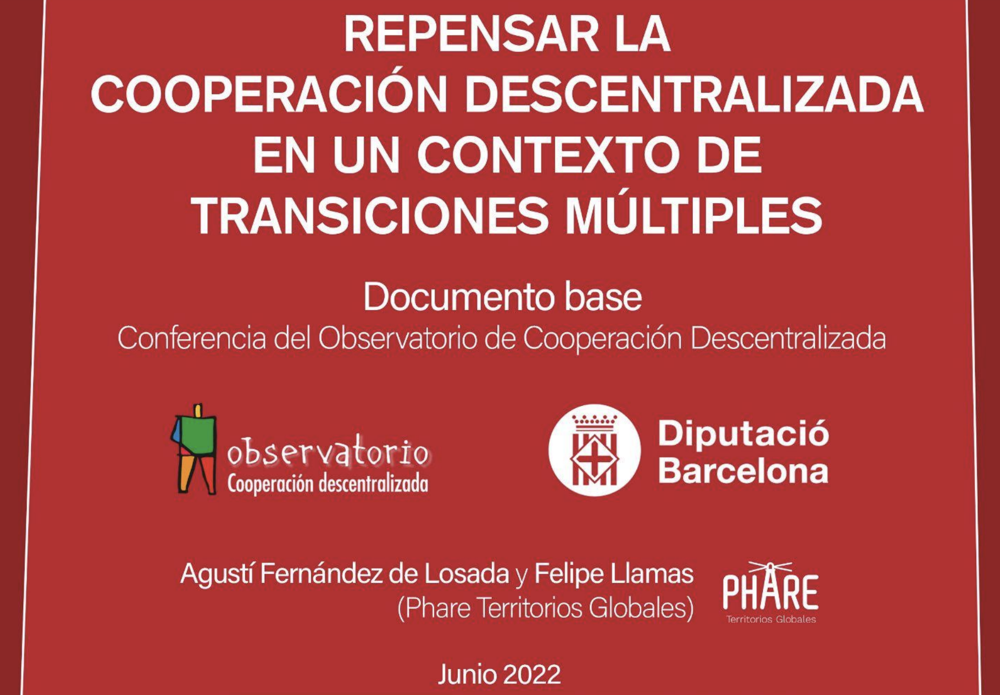 REPENSAR LA
COOPERACIÓN DESCENTRALIZADA
EN UN CONTEXTO DE
TRANSICIONES MÚLTIPLES
Documento base
Conferencia del Observatorio de Cooperación Descentralizada
observatorio
Cooperación descentralizada
Diputació
Barcelona
Agustí Fernández de Losada y Felipe Llamas
(Phare Territorios Globales)
PHARE
Territorios Globales
Junio 2022